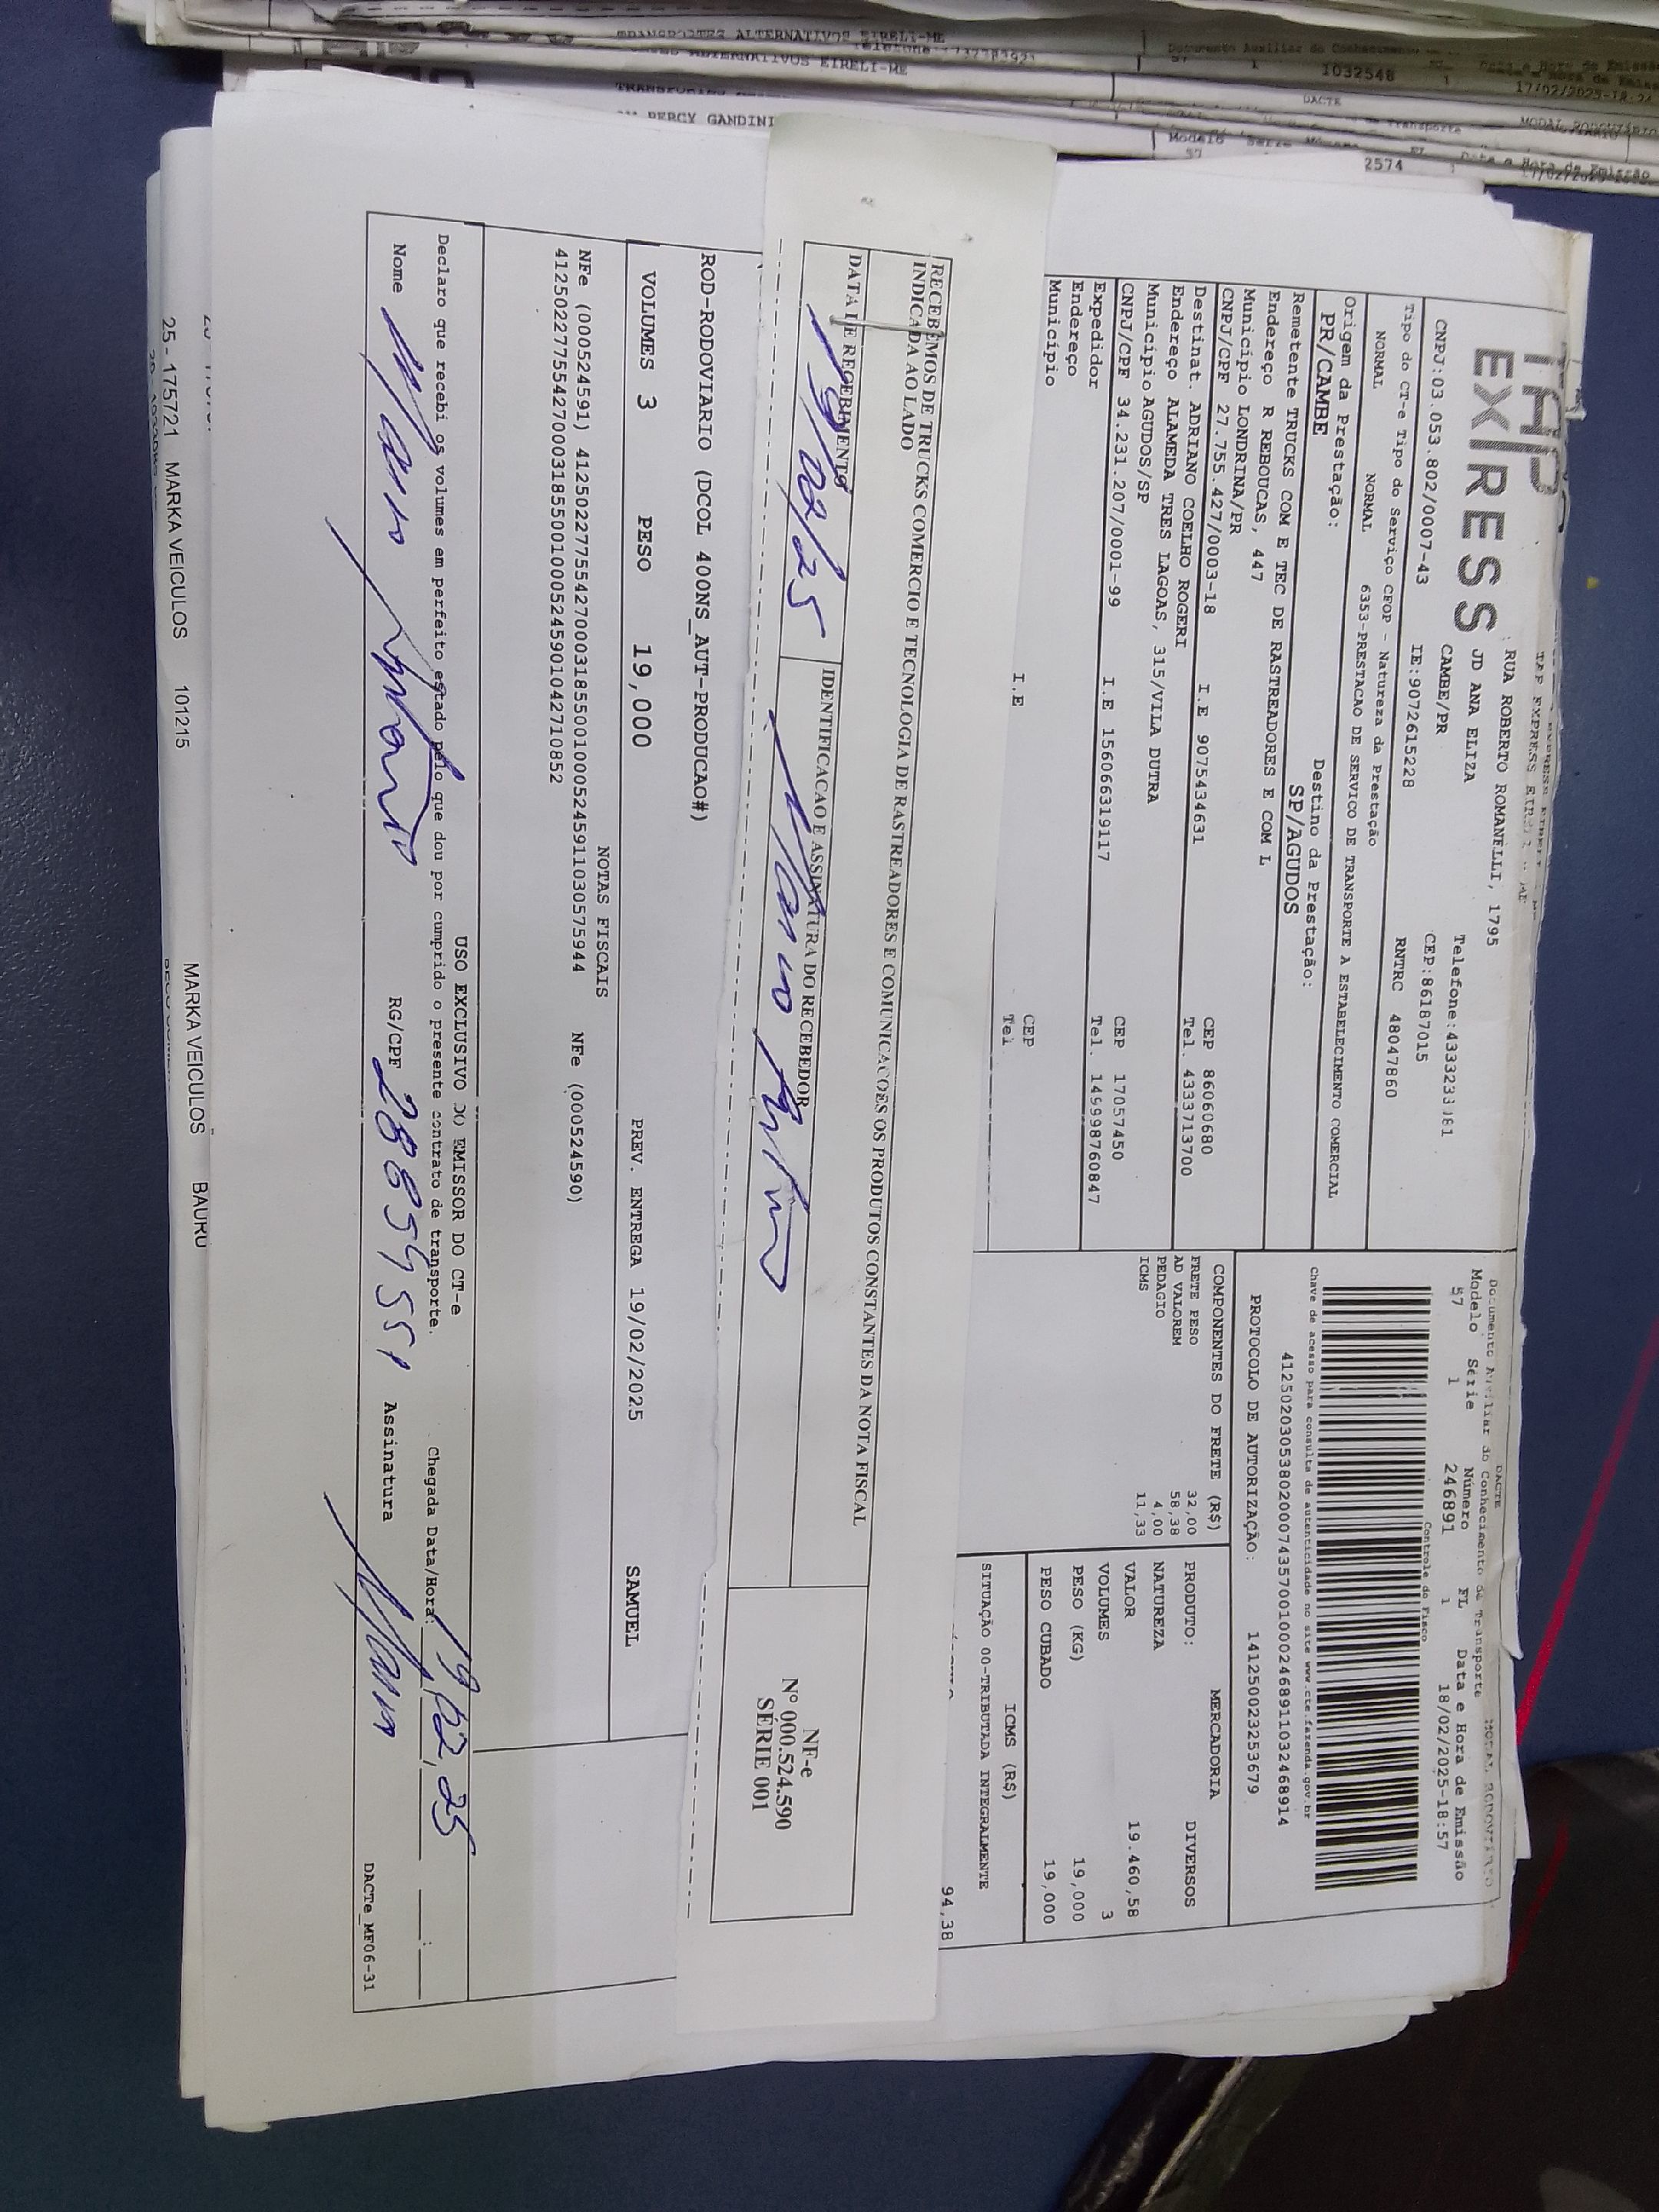 TRANSPORTES ALTERNATIVOS EIRELI-ME
PERCY GANDINI
1032548
DACTE
2574
TAP
EXPRESS
RUA ROBERTO ROMANELLI, 1795
JD ANA ELIZA
CAMBE/PR
Telefone:4333233181
CEP:86187015
CNPJ:03.053.802/0007-43
IE:9072615228
RNTRC 48047860
Tipo do CT-e Tipo do Serviço CFOP - Natureza da Prestação
NORMAL NORMAL 6353-PRESTACAO DE SERVICO DE TRANSPORTE A ESTABELECIMENTO COMERCIAL
Origem da Prestação: Destino da Prestação:
PR/CAMBE SP/AGUDOS
Remetente TRUCKS COM E TEC DE RASTREADORES E COM L
Endereço R REBOUCAS, 447
Município LONDRINA/PR CEP 86060680
CNPJ/CPF 27.755.427/0003-18 I.E 9075434631 Tel. 4333713700
Destinat. ADRIANO COELHO ROGERI
Endereço ALAMEDA TRES LAGOAS, 315/VILA DUTRA
Município AGUDOS/SP CEP 17057450
CNPJ/CPF 34.231.207/0001-99 I.E 156066319117 Tel. 14998760847
Expedidor
Endereço
Município CEP
I.E Tel.
DACTE
Documento Auxiliar do Conhecimento de Transporte
MODAL RODOVIÁRIO
Modelo Série Número FL Data e Hora de Emissão
57 1 246891 1 18/02/2025-18:57
Controle do Fisco
Chave de acesso para consulta de autenticidade no site www.cte.fazenda.gov.br
41250203053802000743570010002468911032468914
PROTOCOLO DE AUTORIZAÇÃO: 141250023253679
COMPONENTES DO FRETE (R$)
FRETE PESO 32,00
AD VALOREM 58,38
PEDAGIO 4,00
ICMS 11,33
MERCADORIA
PRODUTO: DIVERSOS
NATUREZA
VALOR 19.460,58
VOLUMES 3
PESO (KG) 19,000
PESO CUBADO 19,000
ICMS (R$)
SITUAÇÃO 00-TRIBUTADA INTEGRALMENTE
94,38
RECEBEMOS DE TRUCKS COMERCIO E TECNOLOGIA DE RASTREADORES E COMUNICACOES OS PRODUTOS CONSTANTES DA NOTA FISCAL
INDICADA AO LADO
DATA DE RECEBIMENTO
IDENTIFICACAO E ASSINATURA DO RECEBEDOR
19/02/25
NF-e
Nº 000.524.590
SÉRIE 001
ROD-RODOVIARIO (DCOL 400NS_AUT-PRODUCAO#)
VOLUMES 3 PESO 19,000 PREV. ENTREGA 19/02/2025 SAMUEL
NOTAS FISCAIS
NFe (000524591) 41250227755427000318550010005245911030575944 NFe (000524590)
41250227755427000318550010005245901042710852
USO EXCLUSIVO DO EMISSOR DO CT-e
Declaro que recebi os volumes em perfeito estado pelo que dou por cumprido o presente contrato de transporte.
Chegada Data/Hora: 19, 02, 25
Nome RG/CPF Assinatura
DACTe_MF06-31
25-175721 MARKA VEICULOS 101215 MARKA VEICULOS BAURU